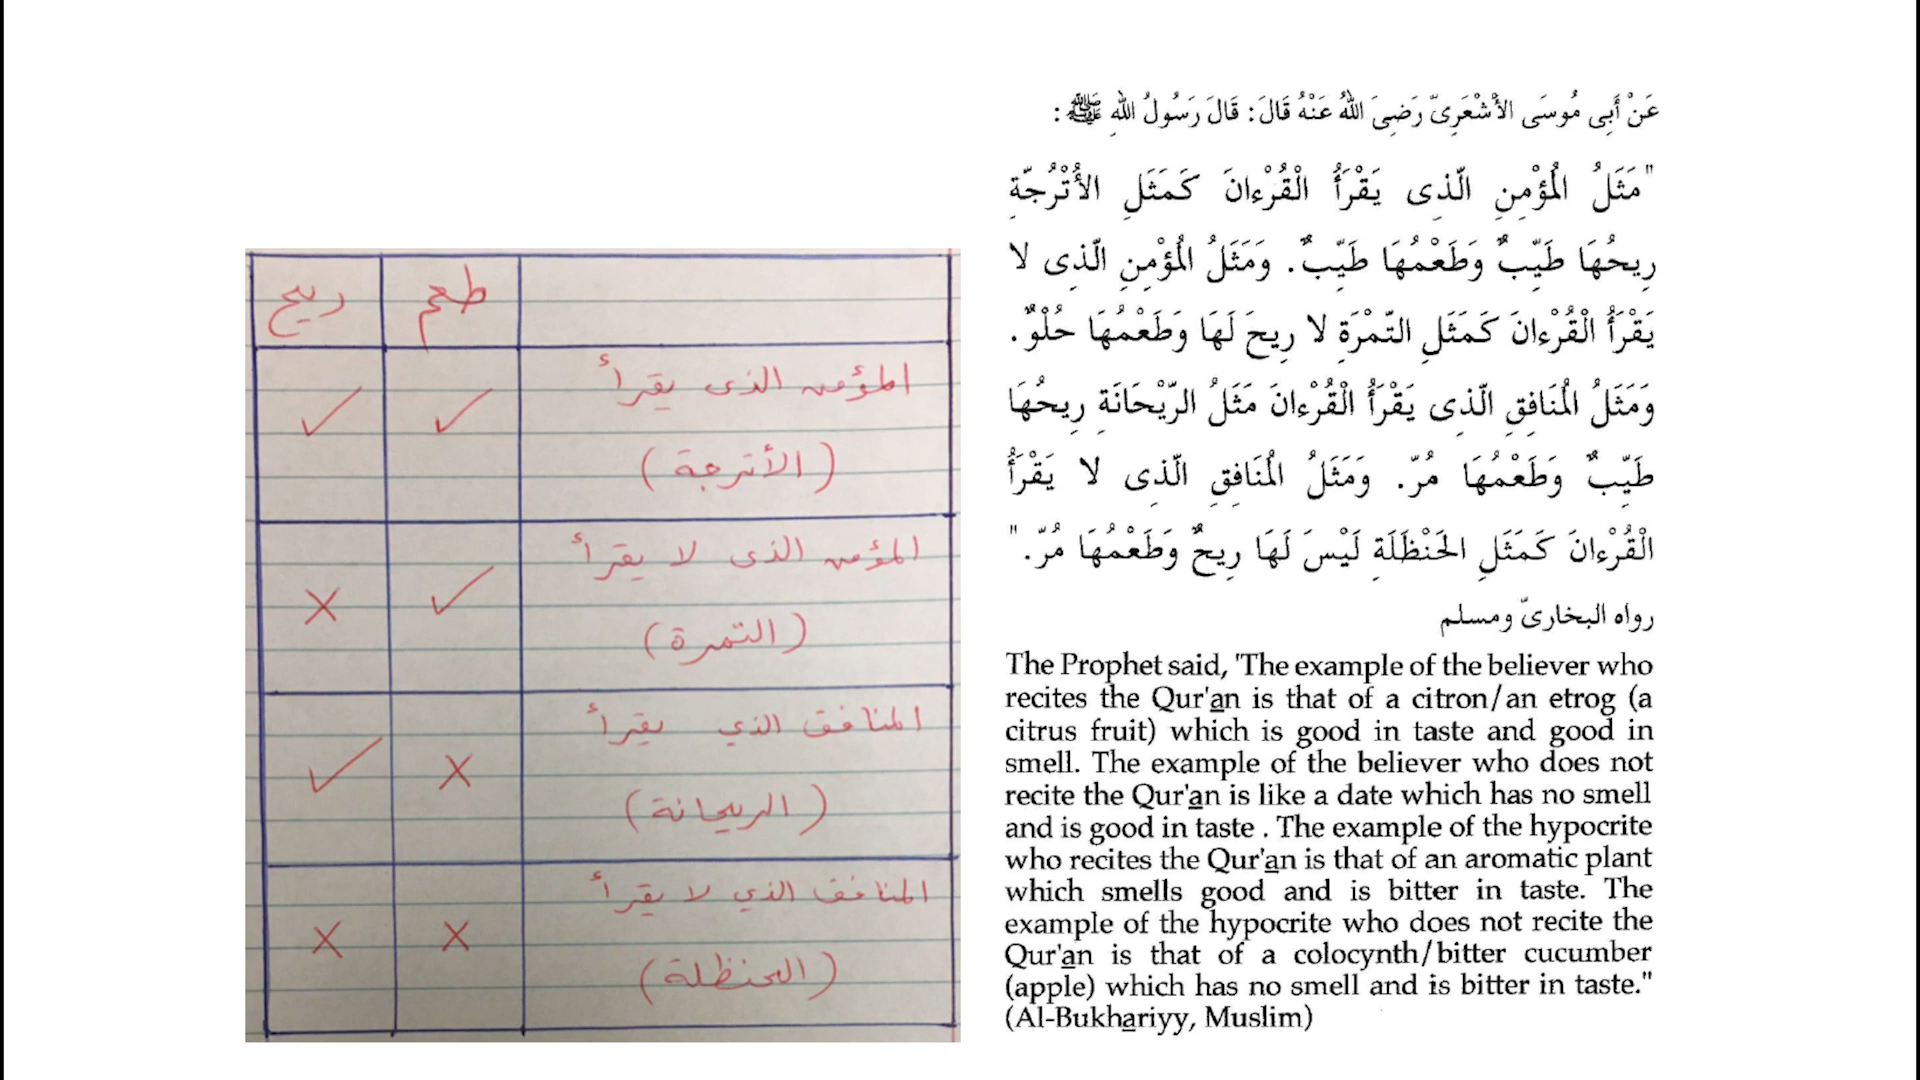 عَنْ أَبِى مُوسَى الأَشْعَرِىّ رَضِىَ اللّٰهُ عَنْهُ قَالَ: قَالَ رَسُولُ اللّٰهِ ﷺ :
"مَثَلُ الْمُؤْمِنِ الّذِى يَقْرَأُ الْقُرْءانَ كَمَثَلِ الأُتْرُجّةِ
رِيحُهَا طَيّبٌ وَطَعْمُهَا طَيّبٌ. وَمَثَلُ الْمُؤْمِنِ الّذِى لا
يَقْرَأُ الْقُرْءانَ كَمَثَلِ التّمْرَةِ لا رِيحَ لَهَا وَطَعْمُهَا حُلْوٌ.
وَمَثَلُ الْمُنَافِقِ الّذِى يَقْرَأُ الْقُرْءانَ مَثَلُ الرّيْحَانَةِ رِيحُهَا
طَيّبٌ وَطَعْمُهَا مُرّ. وَمَثَلُ الْمُنَافِقِ الّذِى لا يَقْرَأُ
الْقُرْءانَ كَمَثَلِ الحَنْظَلَةِ لَيْسَ لَهَا رِيحٌ وَطَعْمُهَا مُرّ."
رواه البخارىّ ومسلم
The Prophet said, 'The example of the believer who
recites the Qur'an is that of a citron/an etrog (a
citrus fruit) which is good in taste and good in
smell. The example of the believer who does not
recite the Qur'an is like a date which has no smell
and is good in taste . The example of the hypocrite
who recites the Qur'an is that of an aromatic plant
which smells good and is bitter in taste. The
example of the hypocrite who does not recite the
Qur'an is that of a colocynth/bitter cucumber
(apple) which has no smell and is bitter in taste."
(Al-Bukhariyy, Muslim)
طعم ريح
المؤمن الذى يقرأ ✓ ✓
(الأترجة)
المؤمن الذى لا يقرأ ✓ ✗
(التمرة)
المنافق الذي يقرأ ✗ ✓
(الريحانة)
المنافق الذي لا يقرأ ✗ ✗
(الحنظلة)